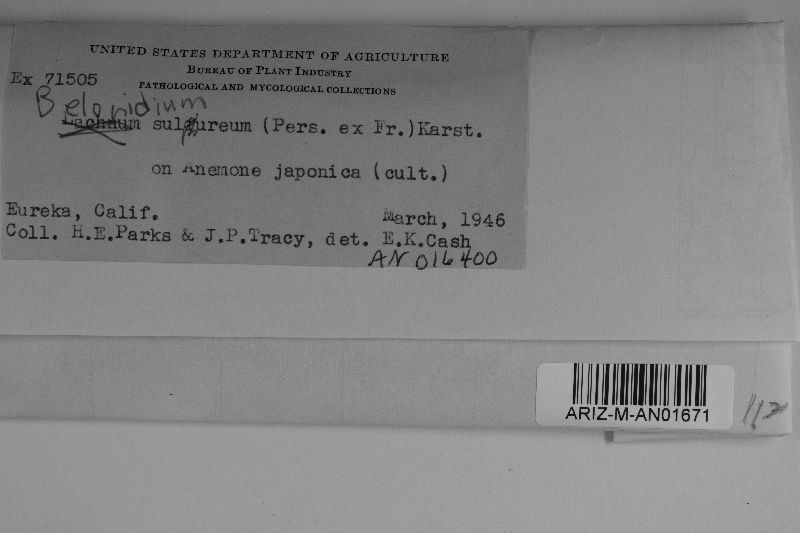 UNITED STATES DEPARTMENT OF AGRICULTURE
BUREAU OF PLANT INDUSTRY
Ex 71505
PATHOLOGICAL AND MYCOLOGICAL COLLECTIONS
Belonidium
Lachnum sulphureum (Pers. ex Fr.)Karst.
on Anemone japonica (cult.)
Eureka, Calif. March, 1946
Coll. H.E.Parks & J.P.Tracy, det. E.K.Cash
AN 016400
ARIZ-M-AN01671